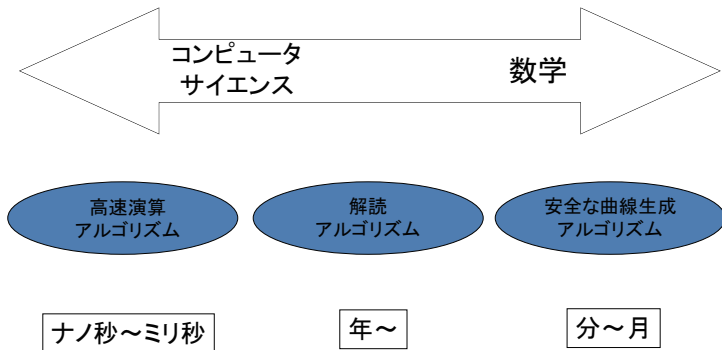 コンピュータ
サイエンス
数学
高速演算
アルゴリズム
解読
アルゴリズム
安全な曲線生成
アルゴリズム
ナノ秒～ミリ秒
年～
分～月